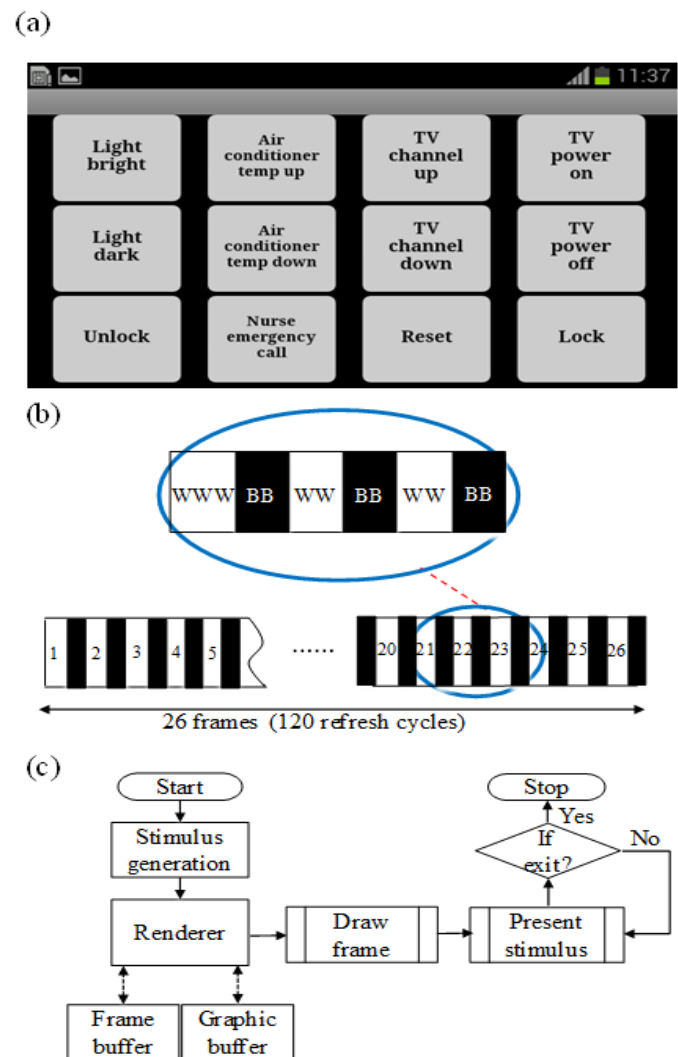 (a)
11:37
Light
bright
Air
conditioner
temp up
TV
channel
up
TV
power
on
Light
dark
Air
conditioner
temp down
TV
channel
down
TV
power
off
Unlock
Nurse
emergency
call
Reset
Lock
(b)
WWW BB WW BB WW BB
1 2 3 4 5 ...... 20 21 22 23 24 25 26
26 frames (120 refresh cycles)
(c)
Start
Stimulus
generation
Renderer
Frame
buffer
Graphic
buffer
Draw
frame
Present
stimulus
If
exit?
Yes
No
Stop